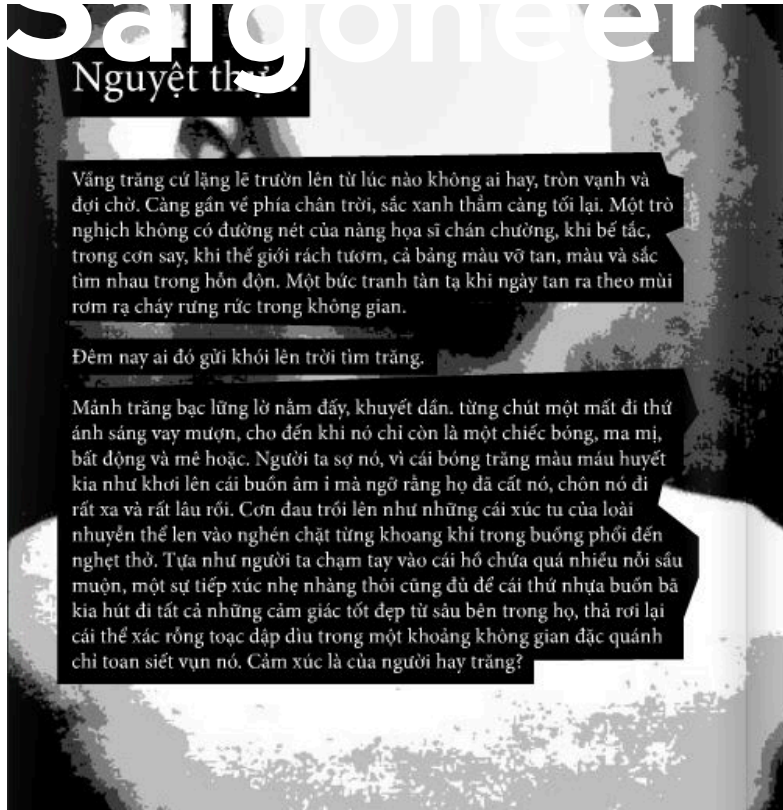 Saigoneer
Nguyệt
Vầng trăng cứ lặng lẽ trườn lên từ lúc nào không ai hay, tròn vạnh và
đợi chờ. Càng gần về phía chân trời, sắc xanh thẳm càng tối lại. Một trò
nghịch không có đường nét của nàng họa sĩ chán chường, khi bế tắc,
trong cơn say, khi thế giới rách tươm, cả bảng màu vỡ tan, màu và sắc
tìm nhau trong hỗn độn. Một bức tranh tàn tạ khi ngày tan ra theo mùi
rơm rạ cháy rưng rức trong không gian.
Đêm nay ai đó gửi khói lên trời tìm trăng.
Mảnh trăng bạc lững lờ nằm đấy, khuyết dần. từng chút một mất đi thứ
ánh sáng vay mượn, cho đến khi nó chỉ còn là một chiếc bóng, ma mị,
bất động và mê hoặc. Người ta sợ nó, vì cái bóng trăng màu máu huyết
kia như khơi lên cái buồn âm ỉ mà ngỡ rằng họ đã cất nó, chôn nó đi
rất xa và rất lâu rồi. Cơn đau trồi lên như những cái xúc tu của loài
nhuyễn thể len vào nghén chặt từng khoang khí trong buồng phổi đến
nghẹt thở. Tựa như người ta chạm tay vào cái hồ chứa quá nhiều nỗi sầu
muộn, một sự tiếp xúc nhẹ nhàng thôi cũng đủ để cái thứ nhựa buồn bã
kia hút đi tất cả những cảm giác tốt đẹp từ sâu bên trong họ, thả rơi lại
cái thể xác rỗng toạc dập dìu trong một khoảng không gian đặc quánh
chỉ toan siết vụn nó. Cảm xúc là của người hay trăng?